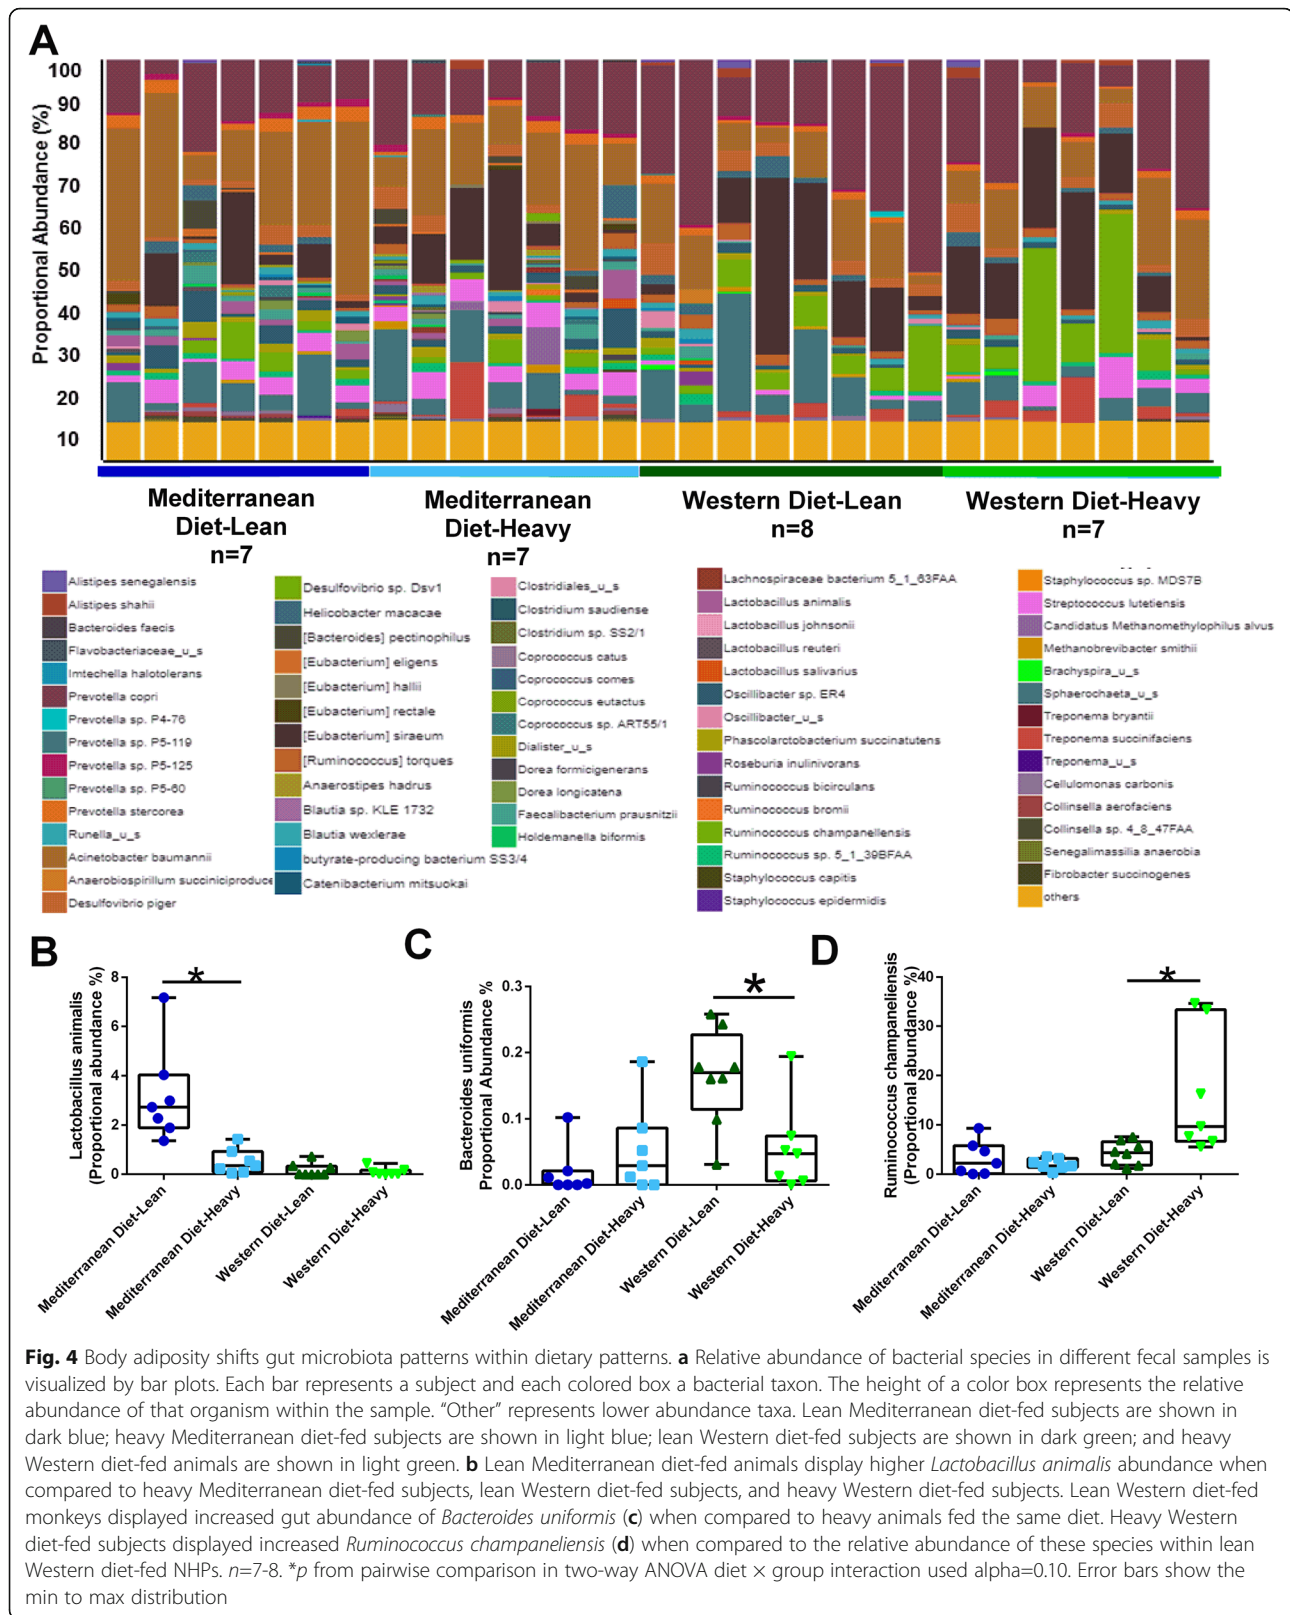 A
Proportional Abundance (%)
100
90
80
70
60
50
40
30
20
10
Mediterranean
Diet-Lean
n=7
Mediterranean
Diet-Heavy
n=7
Western Diet-Lean
n=8
Western Diet-Heavy
n=7
Alistipes senegalensis
Alistipes shahii
Bacteroides faecis
Flavobacteriaceae_u_s
Imtechella halotolerans
Prevotella copri
Prevotella sp. P4-76
Prevotella sp. P5-119
Prevotella sp. P5-125
Prevotella sp. P5-60
Prevotella stercorea
Runella_u_s
Acinetobacter baumannii
Anaerobiospirillum succiniciproduce
Desulfovibrio piger
Desulfovibrio sp. Dsv1
Helicobacter macacae
[Bacteroides] pectinophilus
[Eubacterium] eligens
[Eubacterium] hallii
[Eubacterium] rectale
[Eubacterium] siraeum
[Ruminococcus] torques
Anaerostipes hadrus
Blautia sp. KLE 1732
Blautia wexlerae
butyrate-producing bacterium SS3/4
Catenibacterium mitsuokai
Clostridiales_u_s
Clostridium saudiense
Clostridium sp. SS2/1
Coprococcus catus
Coprococcus comes
Coprococcus eutactus
Coprococcus sp. ART55/1
Dialister_u_s
Dorea formicigenerans
Dorea longicatena
Faecalibacterium prausnitzii
Holdemanella biformis
Lachnospiraceae bacterium 5_1_63FAA
Lactobacillus animalis
Lactobacillus johnsonii
Lactobacillus reuteri
Lactobacillus salivarius
Oscillibacter sp. ER4
Oscillibacter_u_s
Phascolarctobacterium succinatutens
Roseburia inulinivorans
Ruminococcus bicirculans
Ruminococcus bromii
Ruminococcus champanellensis
Ruminococcus sp. 5_1_39BFAA
Staphylococcus capitis
Staphylococcus epidermidis
Staphylococcus sp. MDS7B
Streptococcus lutetiensis
Candidatus Methanomethylophilus alvus
Methanobrevibacter smithii
Brachyspira_u_s
Sphaerochaeta_u_s
Treponema bryantii
Treponema succinifaciens
Treponema_u_s
Cellulomonas carbonis
Collinsella aerofaciens
Collinsella sp. 4_8_47FAA
Senegalimassilia anaerobia
Fibrobacter succinogenes
others
B
Lactobacillus animalis
(Proportional abundance %)
8
6
4
2
0
*
Mediterranean Diet-Lean
Mediterranean Diet-Heavy
Western Diet-Lean
Western Diet-Heavy
C
Bacteroides uniformis
Proportional Abundance %
0.3
0.2
0.1
0.0
*
Mediterranean Diet-Lean
Mediterranean Diet-Heavy
Western Diet-Lean
Western Diet-Heavy
D
Ruminococcus champaneliensis
(Proportional abundance %)
40
30
20
10
0
*
Mediterranean Diet-Lean
Mediterranean Diet-Heavy
Western Diet-Lean
Western Diet-Heavy
Fig. 4 Body adiposity shifts gut microbiota patterns within dietary patterns. a Relative abundance of bacterial species in different fecal samples is
visualized by bar plots. Each bar represents a subject and each colored box a bacterial taxon. The height of a color box represents the relative
abundance of that organism within the sample. “Other” represents lower abundance taxa. Lean Mediterranean diet-fed subjects are shown in
dark blue; heavy Mediterranean diet-fed subjects are shown in light blue; lean Western diet-fed subjects are shown in dark green; and heavy
Western diet-fed animals are shown in light green. b Lean Mediterranean diet-fed animals display higher Lactobacillus animalis abundance when
compared to heavy Mediterranean diet-fed subjects, lean Western diet-fed subjects, and heavy Western diet-fed subjects. Lean Western diet-fed
monkeys displayed increased gut abundance of Bacteroides uniformis (c) when compared to heavy animals fed the same diet. Heavy Western
diet-fed subjects displayed increased Ruminococcus champaneliensis (d) when compared to the relative abundance of these species within lean
Western diet-fed NHPs. n=7-8. *p from pairwise comparison in two-way ANOVA diet × group interaction used alpha=0.10. Error bars show the
min to max distribution